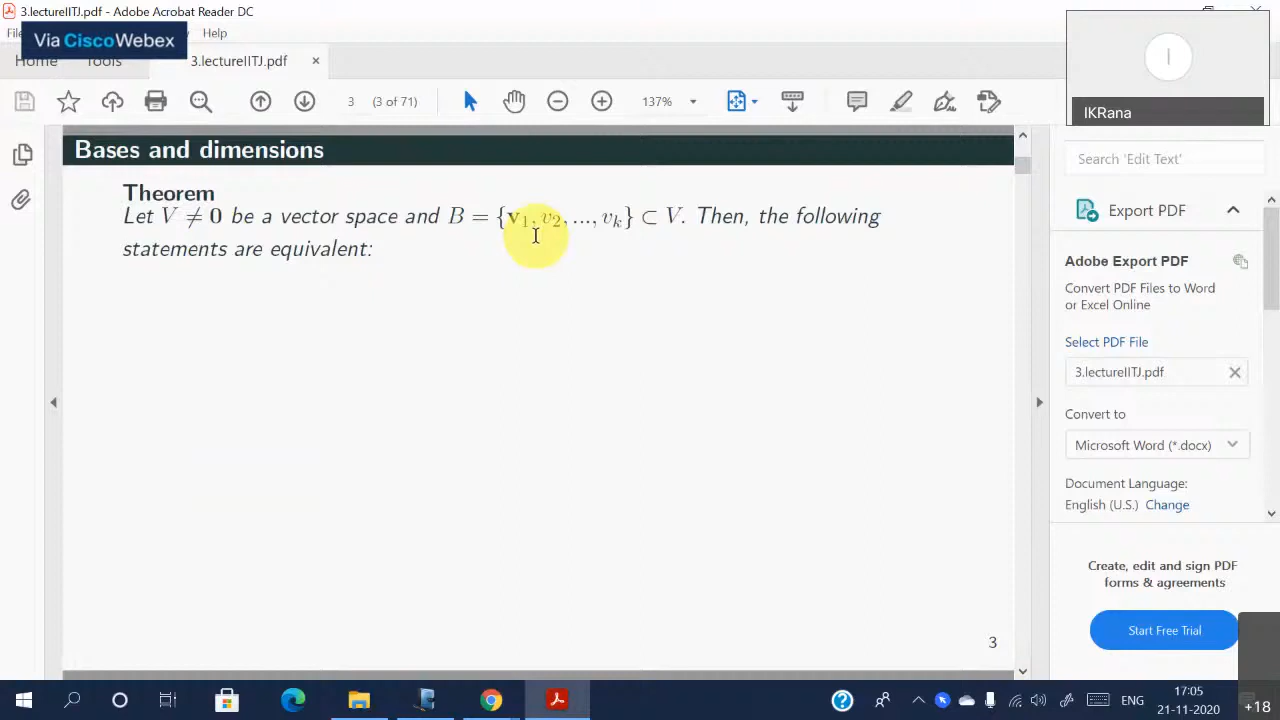 3.lectureIITJ.pdf - Adobe Acrobat Reader DC
Via CiscoWebex
Help
Home Tools 3.lectureIITJ.pdf ×
3 (3 of 71) 137%
I
IKRana
Bases and dimensions
Theorem
Let V ≠ 0 be a vector space and B = {v₁, v₂, ..., vₖ} ⊂ V. Then, the following
statements are equivalent:
3
Search 'Edit Text'
Export PDF
Adobe Export PDF
Convert PDF Files to Word
or Excel Online
Select PDF File
3.lectureIITJ.pdf
Convert to
Microsoft Word (*.docx)
Document Language:
English (U.S.) Change
Create, edit and sign PDF
forms & agreements
Start Free Trial
ENG
17:05
21-11-2020
+18